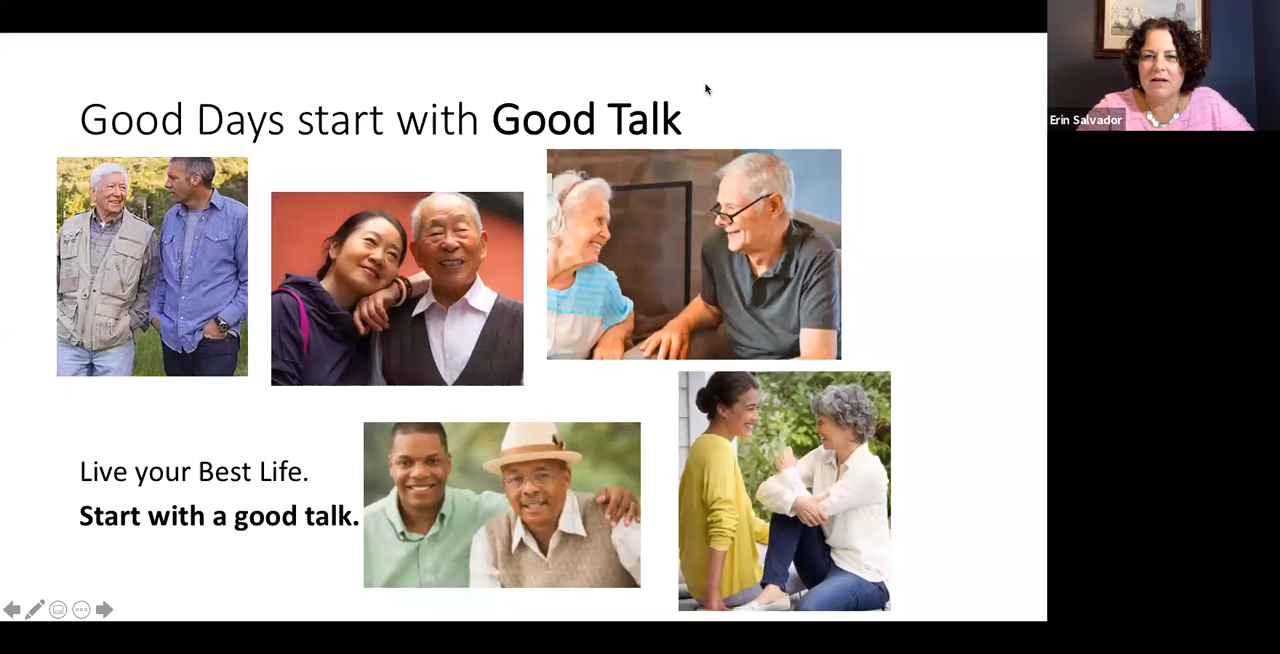 Good Days start with Good Talk
Erin Salvador
Live your Best Life.
Start with a good talk.